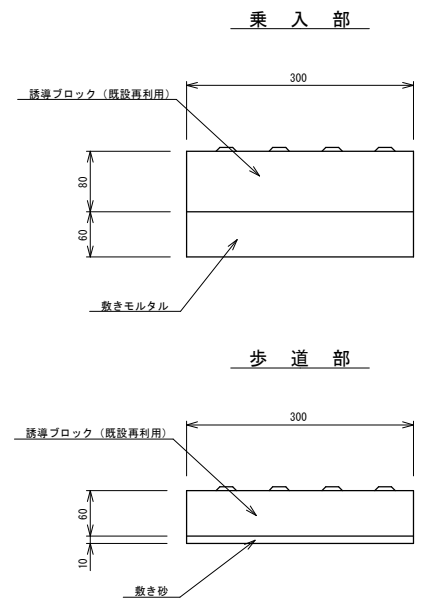 乗 入 部
300
誘導ブロック（既設再利用）
80
60
敷きモルタル
歩 道 部
300
誘導ブロック（既設再利用）
60
10
敷き砂